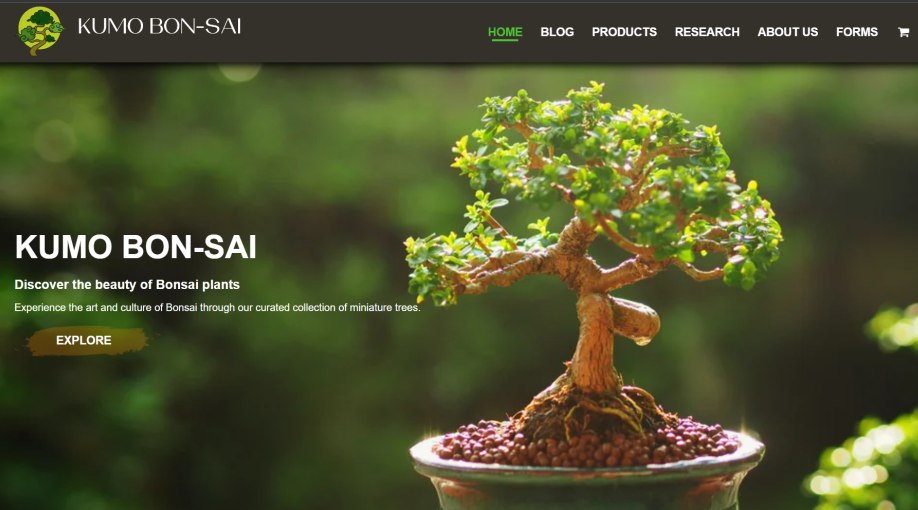 KUMO BON-SAI
HOME BLOG PRODUCTS RESEARCH ABOUT US FORMS
KUMO BON-SAI
Discover the beauty of Bonsai plants
Experience the art and culture of Bonsai through our curated collection of miniature trees.
EXPLORE